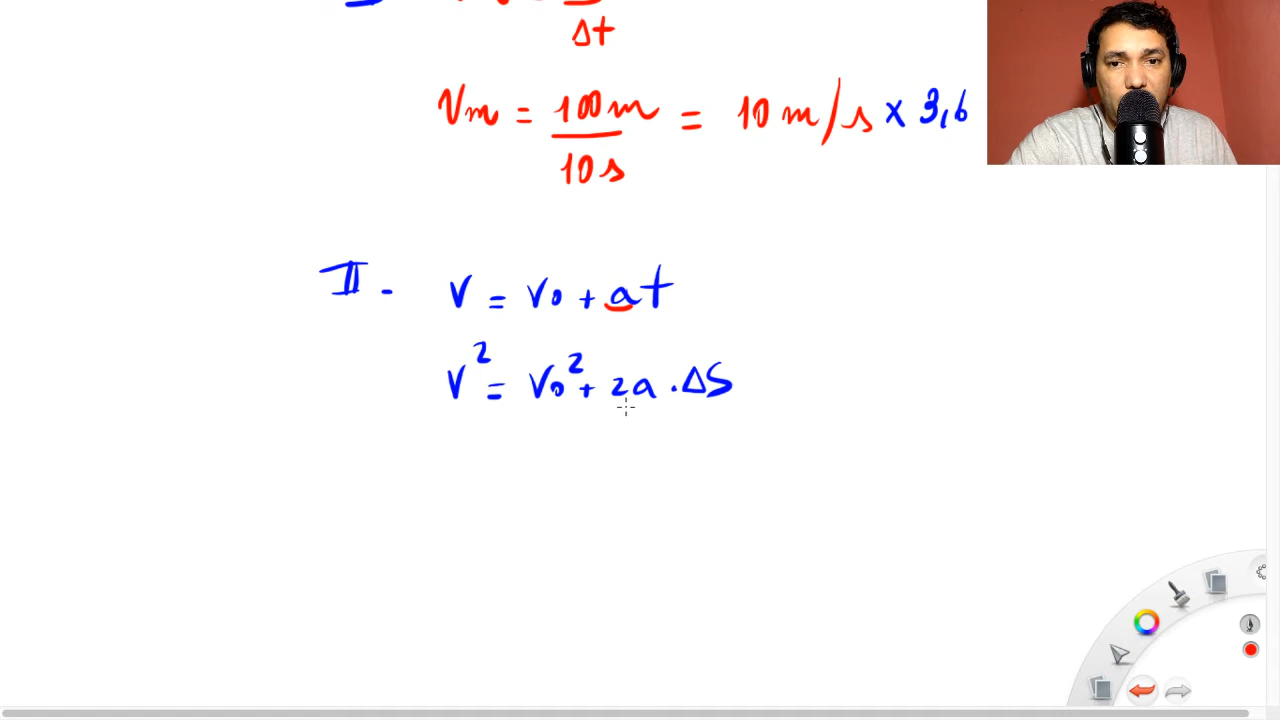 Δt
Vm = 100m = 10 m/s x 3,6
10s
II - V = V0 + at
V² = V0² + 2a . ΔS